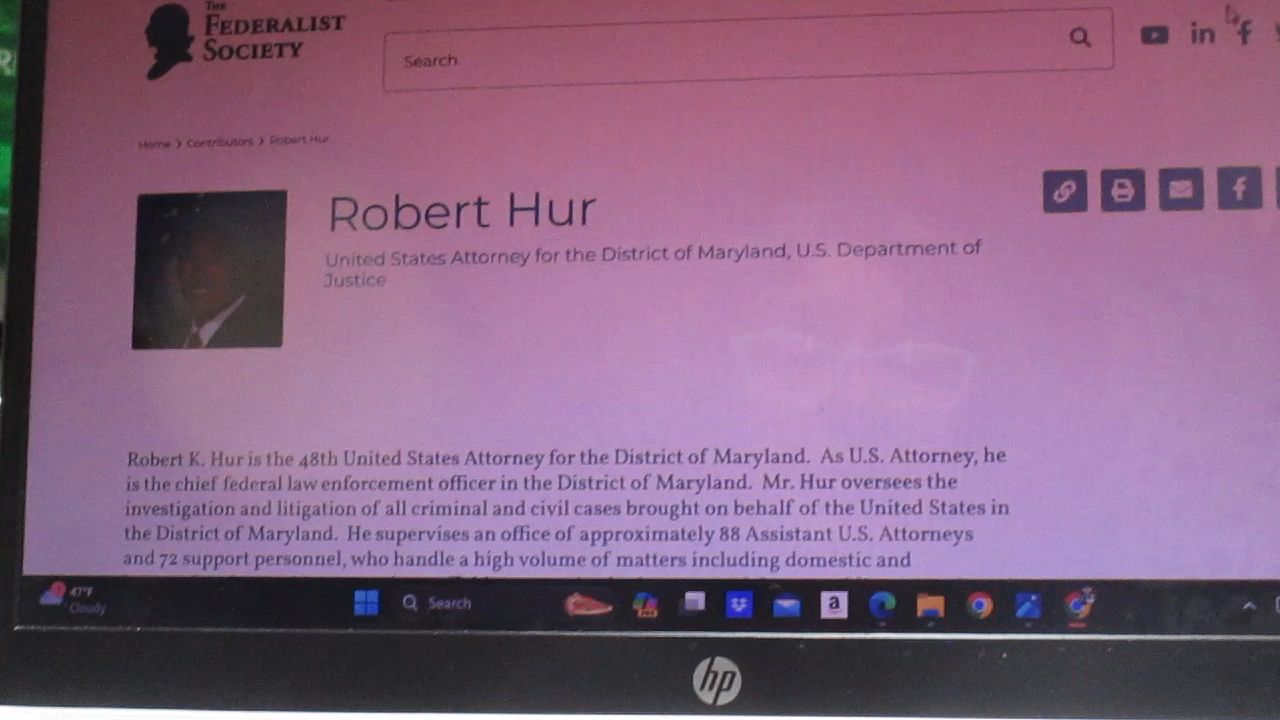 THE
FEDERALIST
SOCIETY
Search
in
f
Home > Contributors > Robert Hur
f
Robert Hur
United States Attorney for the District of Maryland, U.S. Department of
Justice
Robert K. Hur is the 48th United States Attorney for the District of Maryland. As U.S. Attorney, he
is the chief federal law enforcement officer in the District of Maryland. Mr. Hur oversees the
investigation and litigation of all criminal and civil cases brought on behalf of the United States in
the District of Maryland. He supervises an office of approximately 88 Assistant U.S. Attorneys
and 72 support personnel, who handle a high volume of matters including domestic and
47°F
Cloudy
Search
a
hp